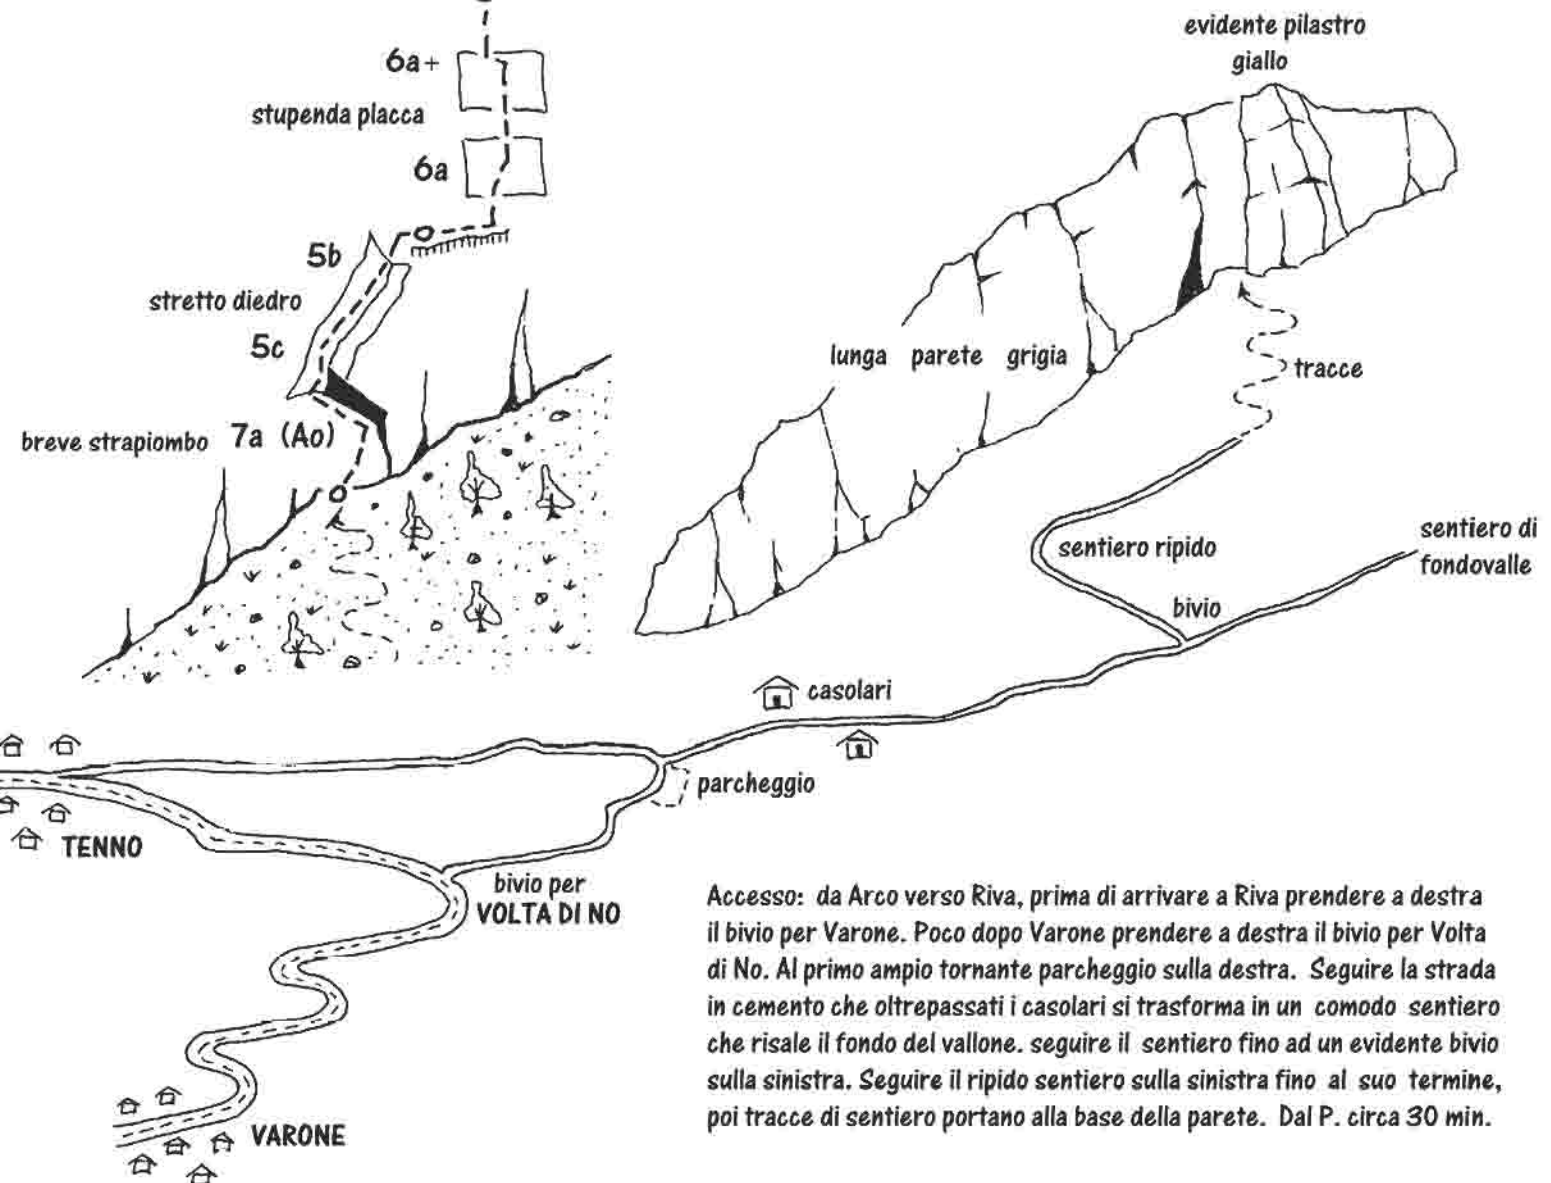 6a+
stupenda placca
6a
5b
stretto diedro
5c
breve strapiombo 7a (Ao)
evidente pilastro
giallo
lunga parete grigia
tracce
sentiero ripido
sentiero di
fondovalle
bivio
casolari
parcheggio
TENNO
bivio per
VOLTA DI NO
VARONE
Accesso: da Arco verso Riva, prima di arrivare a Riva prendere a destra
il bivio per Varone. Poco dopo Varone prendere a destra il bivio per Volta
di No. Al primo ampio tornante parcheggio sulla destra. Seguire la strada
in cemento che oltrepassati i casolari si trasforma in un comodo sentiero
che risale il fondo del vallone. seguire il sentiero fino ad un evidente bivio
sulla sinistra. Seguire il ripido sentiero sulla sinistra fino al suo termine,
poi tracce di sentiero portano alla base della parete. Dal P. circa 30 min.